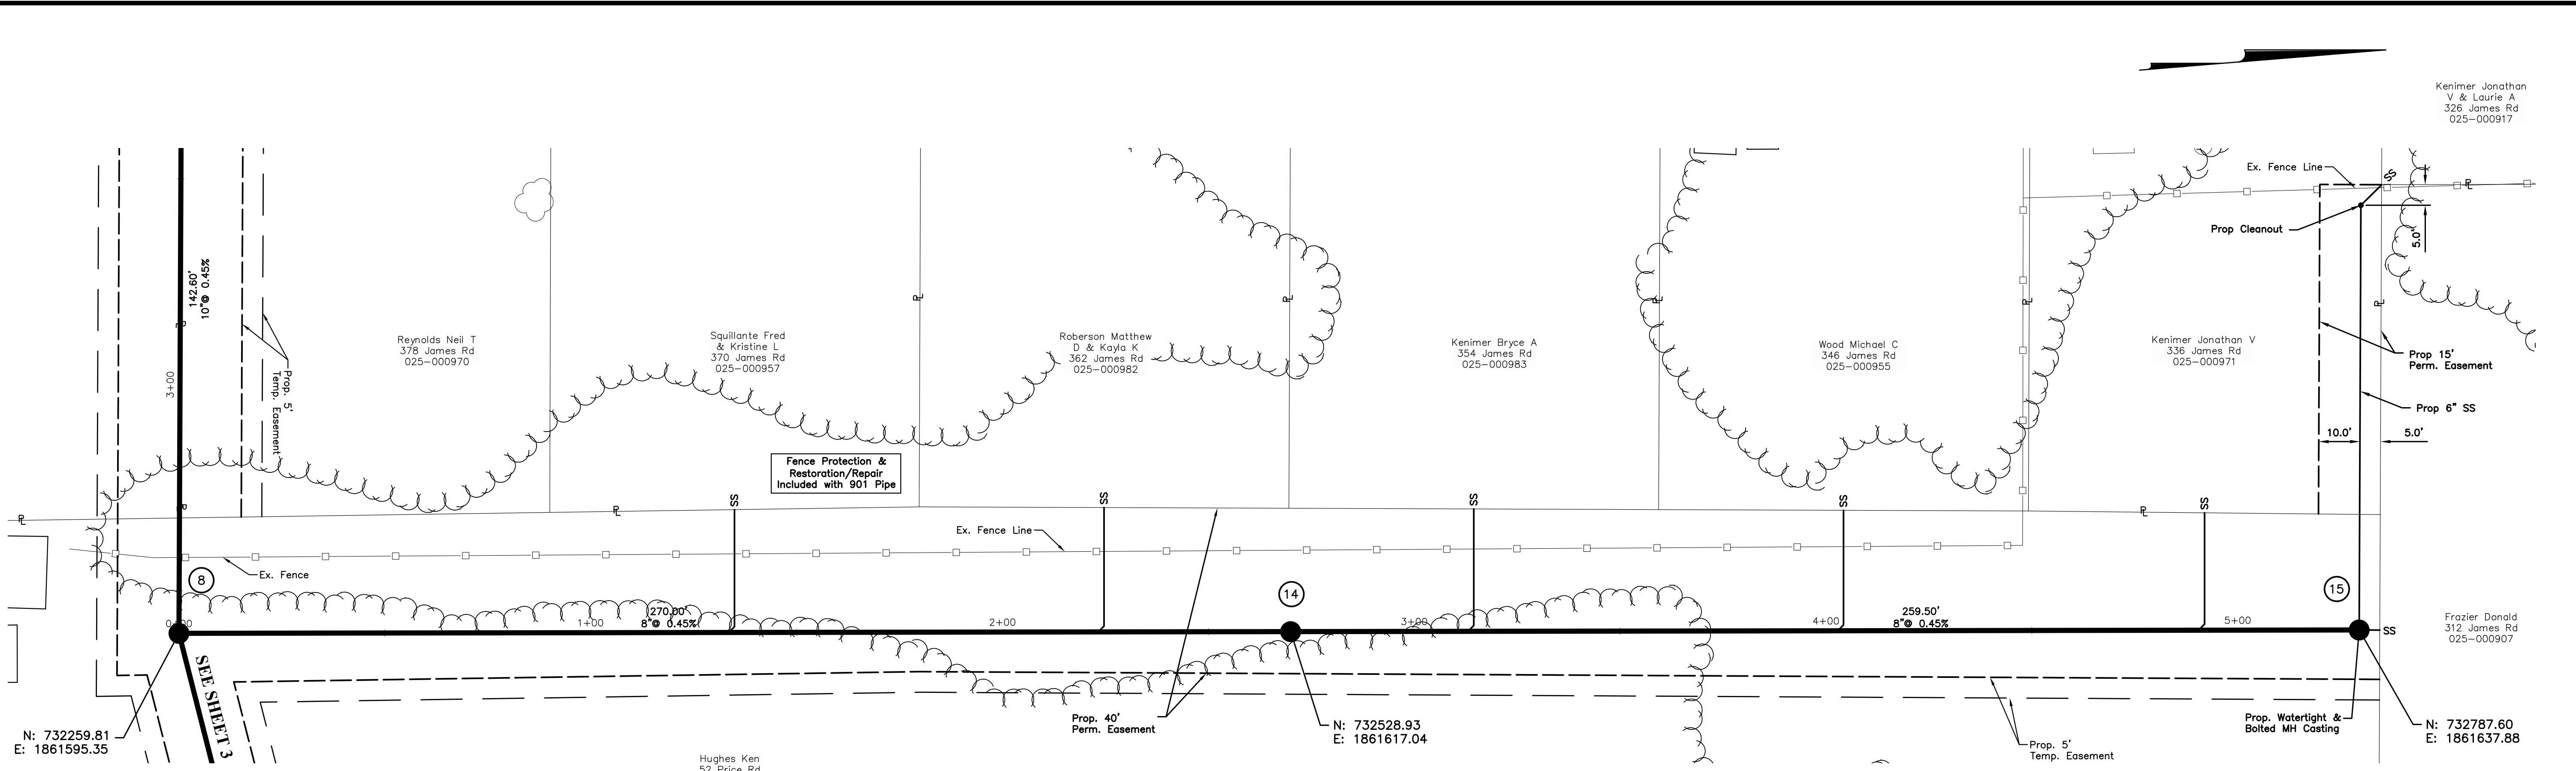 Kenimer Jonathan
V & Laurie A
326 James Rd
025-000917
Ex. Fence Line
SS
℄
Prop Cleanout
5.0'
142.60'
10"@ 0.45%
3+00
Prop. 5'
Temp. Easement
Reynolds Neil T
378 James Rd
025-000970
Squillante Fred
& Kristine L
370 James Rd
025-000957
Roberson Matthew
D & Kayla K
362 James Rd
025-000982
Kenimer Bryce A
354 James Rd
025-000983
Wood Michael C
346 James Rd
025-000955
Kenimer Jonathan V
336 James Rd
025-000971
Prop 15'
Perm. Easement
Prop 6" SS
10.0'
5.0'
Fence Protection &
Restoration/Repair
Included with 901 Pipe
SS
SS
SS
SS
SS
Ex. Fence Line
Ex. Fence
8
14
15
0+00
1+00
270.00'
8"@ 0.45%
2+00
3+00
4+00
259.50'
8"@ 0.45%
5+00
SS
Frazier Donald
312 James Rd
025-000907
SEE SHEET 3
N: 732259.81
E: 1861595.35
Prop. 40'
Perm. Easement
N: 732528.93
E: 1861617.04
Prop. 5'
Temp. Easement
Prop. Watertight &
Bolted MH Casting
N: 732787.60
E: 1861637.88
Hughes Ken
52 Price Rd